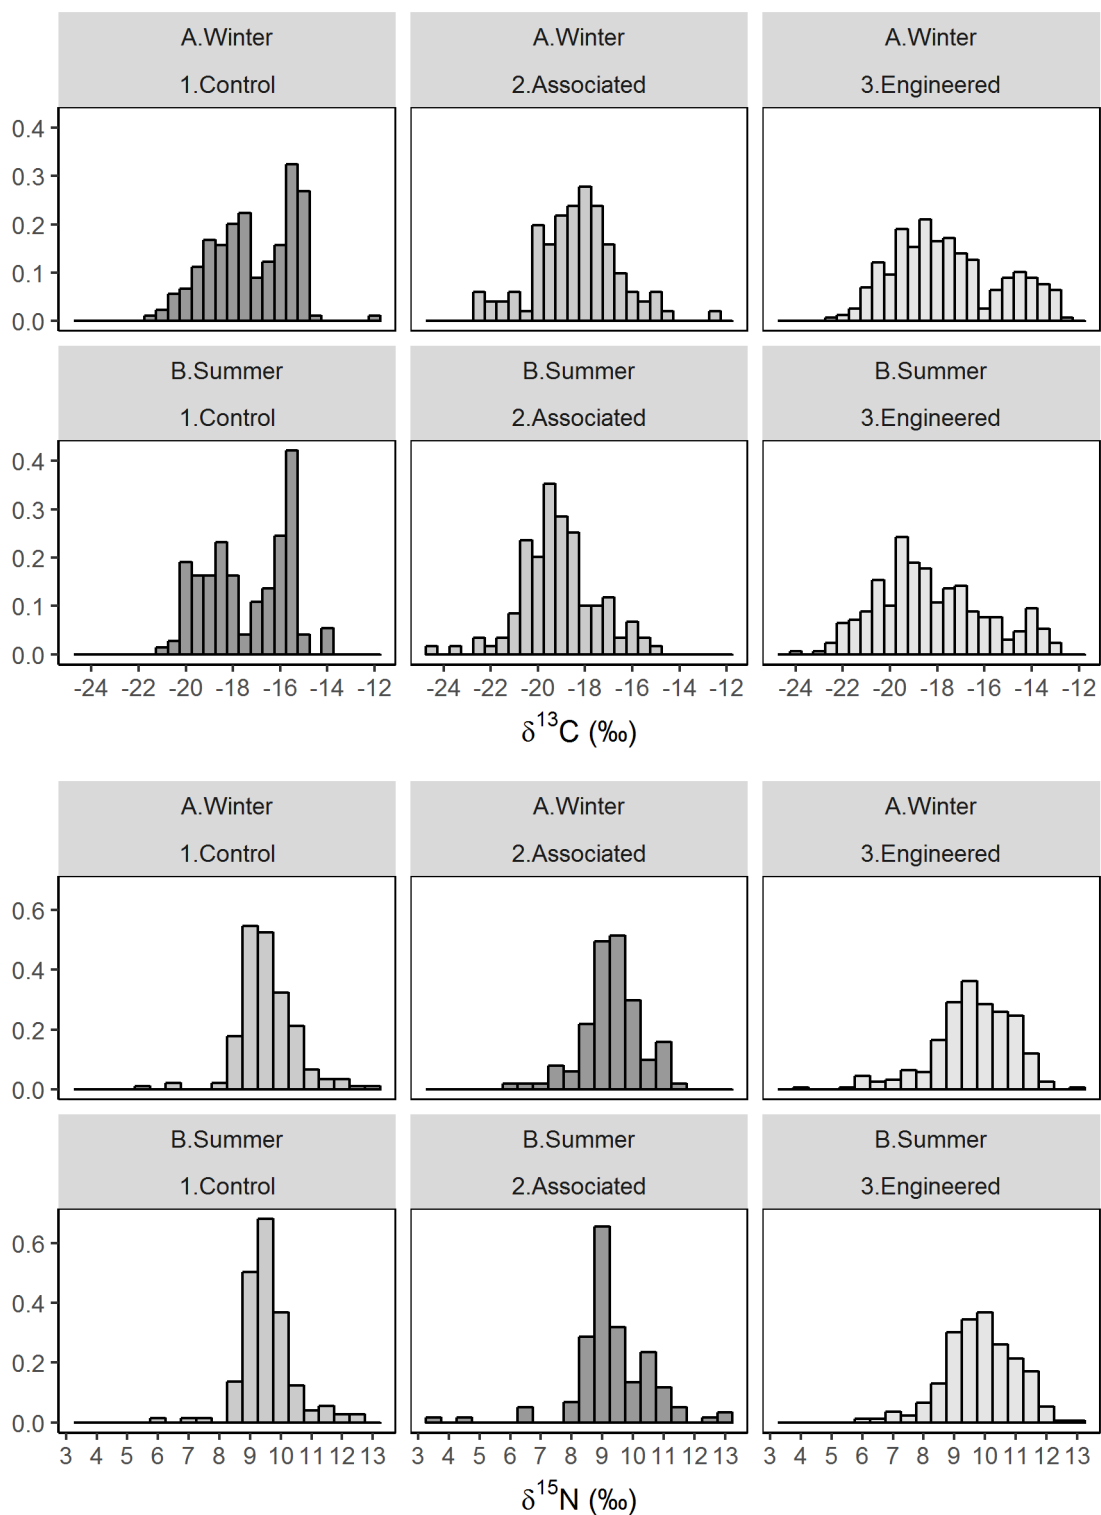 A.Winter A.Winter A.Winter
1.Control 2.Associated 3.Engineered
0.4
0.3
0.2
0.1
0.0
B.Summer B.Summer B.Summer
1.Control 2.Associated 3.Engineered
0.4
0.3
0.2
0.1
0.0
-24 -22 -20 -18 -16 -14 -12 -24 -22 -20 -18 -16 -14 -12 -24 -22 -20 -18 -16 -14 -12
δ¹³C (‰)
A.Winter A.Winter A.Winter
1.Control 2.Associated 3.Engineered
0.6
0.4
0.2
0.0
B.Summer B.Summer B.Summer
1.Control 2.Associated 3.Engineered
0.6
0.4
0.2
0.0
3 4 5 6 7 8 9 10 11 12 13 3 4 5 6 7 8 9 10 11 12 13 3 4 5 6 7 8 9 10 11 12 13
δ¹⁵N (‰)